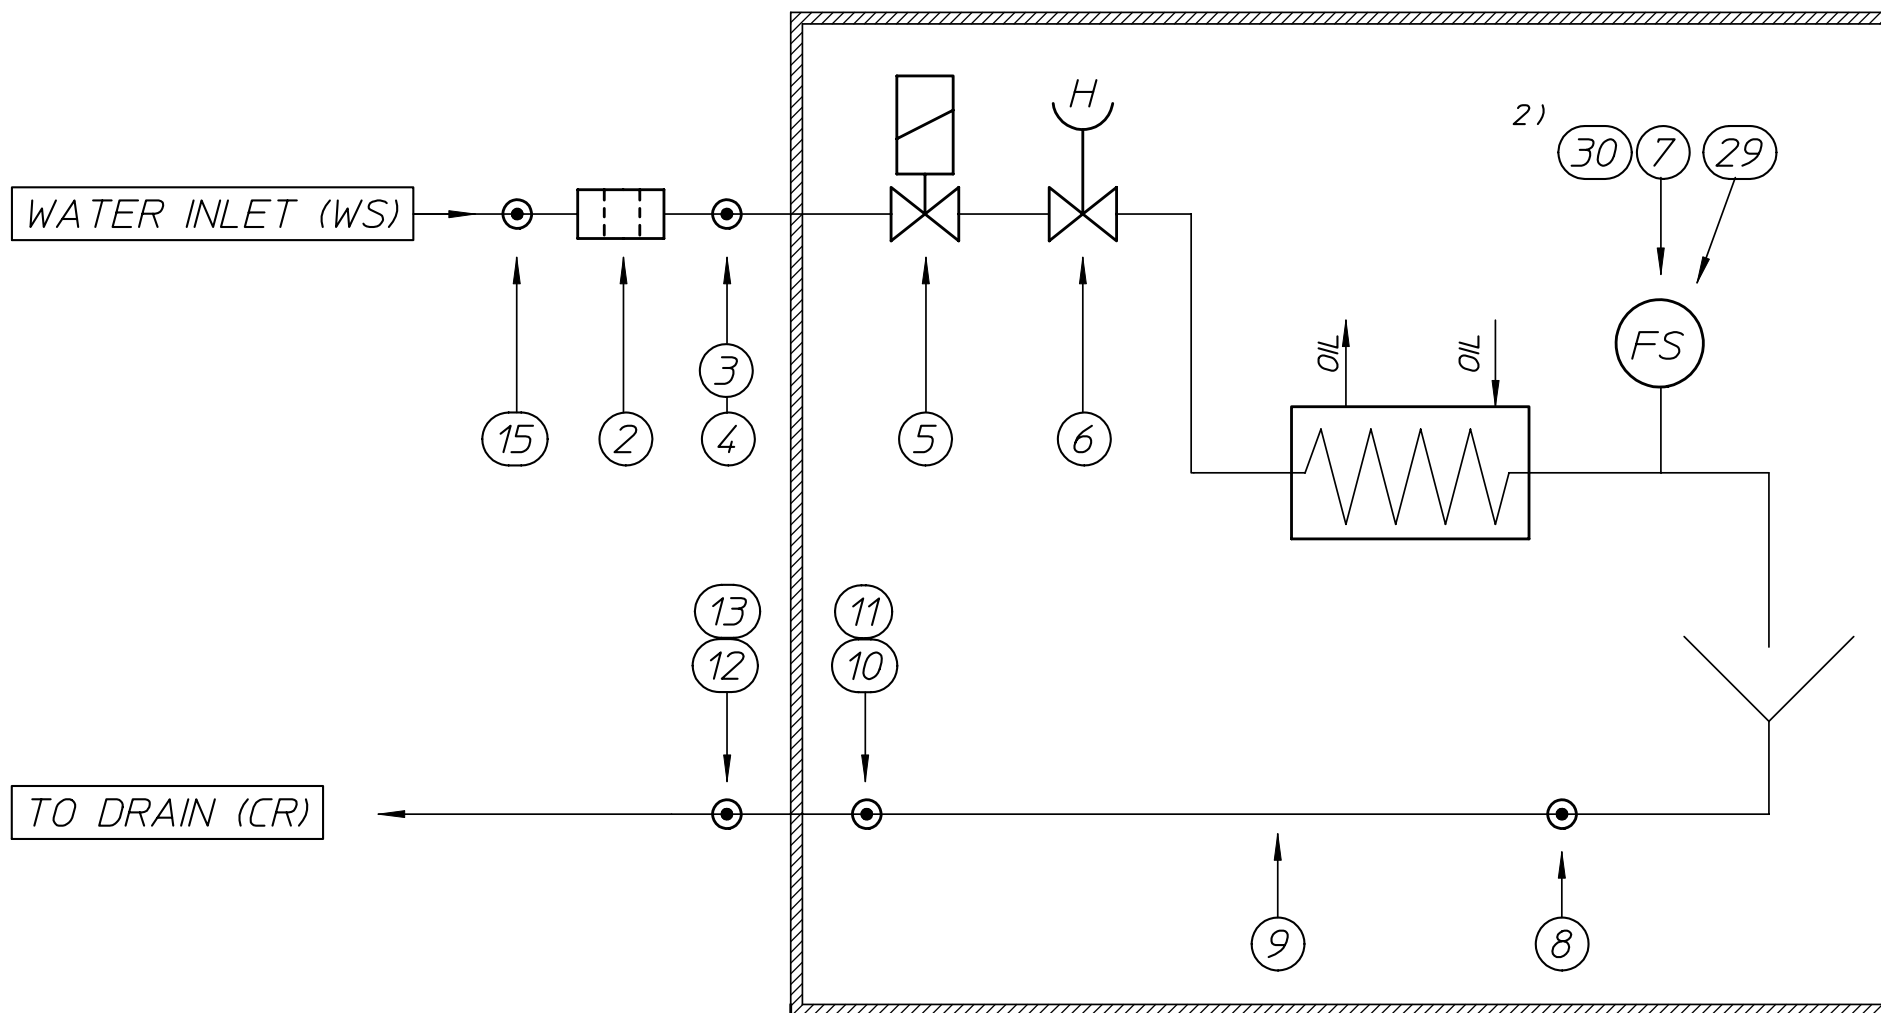 H
2)
30 7 29
WATER INLET (WS)
FS
OIL
OIL
3
15 2 4 5 6
13 11
12 10
TO DRAIN (CR)
9 8